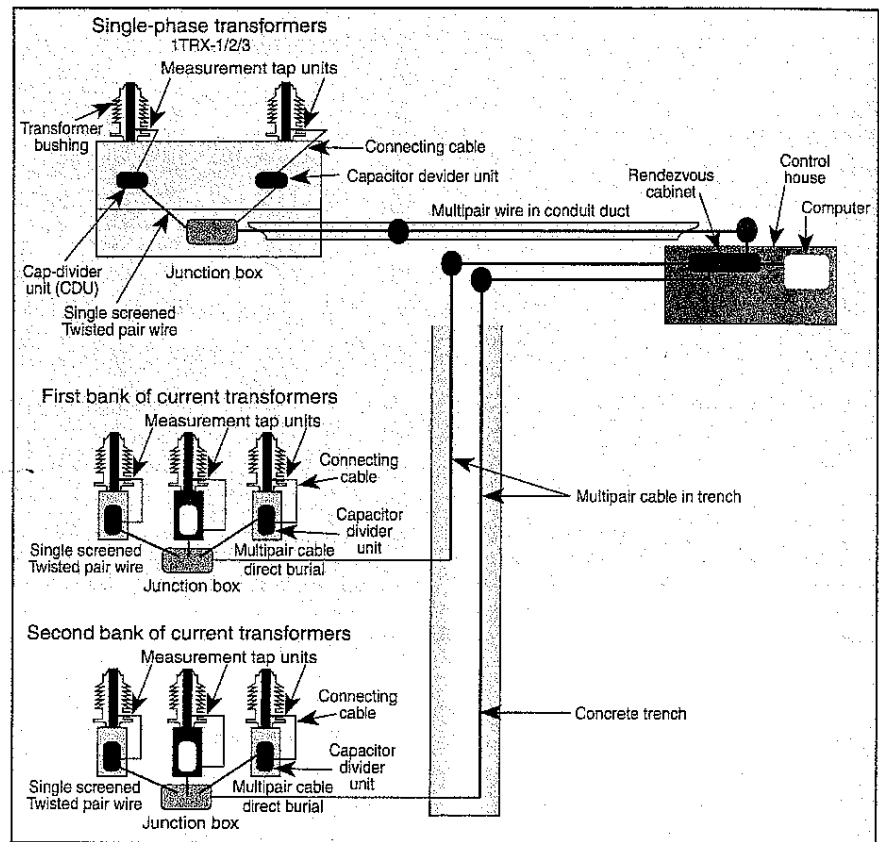 Single-phase transformers
1TRX-1/2/3
Measurement tap units
Transformer
bushing
Connecting cable
Capacitor devider unit
Rendezvous
cabinet
Control
house
Computer
Multipair wire in conduit duct
Cap-divider
unit (CDU)
Junction box
Single screened
Twisted pair wire
First bank of current transformers
Measurement tap units
Connecting
cable
Capacitor
divider
unit
Multipair cable in trench
Single screened
Twisted pair wire
Multipair cable
direct burial
Junction box
Second bank of current transformers
Measurement tap units
Connecting
cable
Concrete trench
Capacitor
divider
unit
Single screened
Twisted pair wire
Multipair cable
direct burial
Junction box